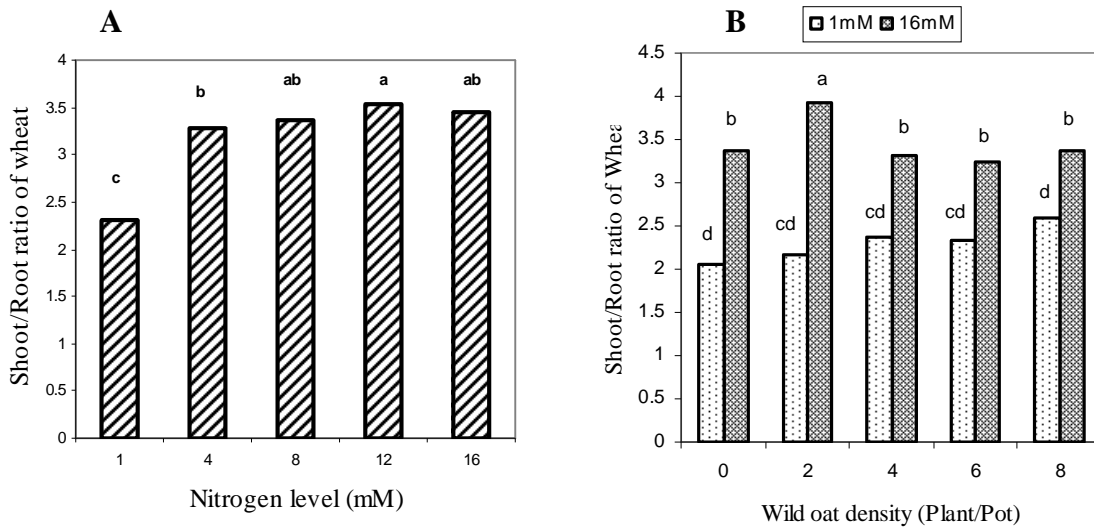 A
Shoot/Root ratio of wheat
4
3.5
3
2.5
2
1.5
1
0.5
0
c
b
ab
a
ab
1 4 8 12 16
Nitrogen level (mM)
B
1mM 16mM
Shoot/Root ratio of Whea
4.5
4
3.5
3
2.5
2
1.5
1
0.5
0
d b
cd a
cd b
cd b
d b
0 2 4 6 8
Wild oat density (Plant/Pot)